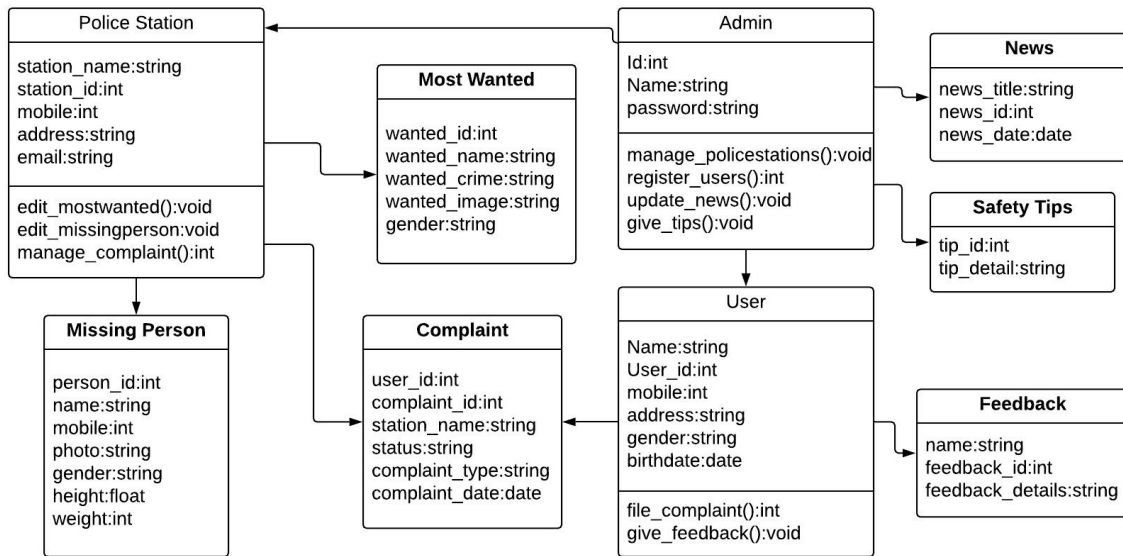 Police Station
station_name:string
station_id:int
mobile:int
address:string
email:string
edit_mostwanted():void
edit_missingperson:void
manage_complaint():int
Most Wanted
wanted_id:int
wanted_name:string
wanted_crime:string
wanted_image:string
gender:string
Admin
Id:int
Name:string
password:string
manage_policestations():void
register_users():int
update_news():void
give_tips():void
News
news_title:string
news_id:int
news_date:date
Safety Tips
tip_id:int
tip_detail:string
Missing Person
person_id:int
name:string
mobile:int
photo:string
gender:string
height:float
weight:int
Complaint
user_id:int
complaint_id:int
station_name:string
status:string
complaint_type:string
complaint_date:date
User
Name:string
User_id:int
mobile:int
address:string
gender:string
birthdate:date
file_complaint():int
give_feedback():void
Feedback
name:string
feedback_id:int
feedback_details:string